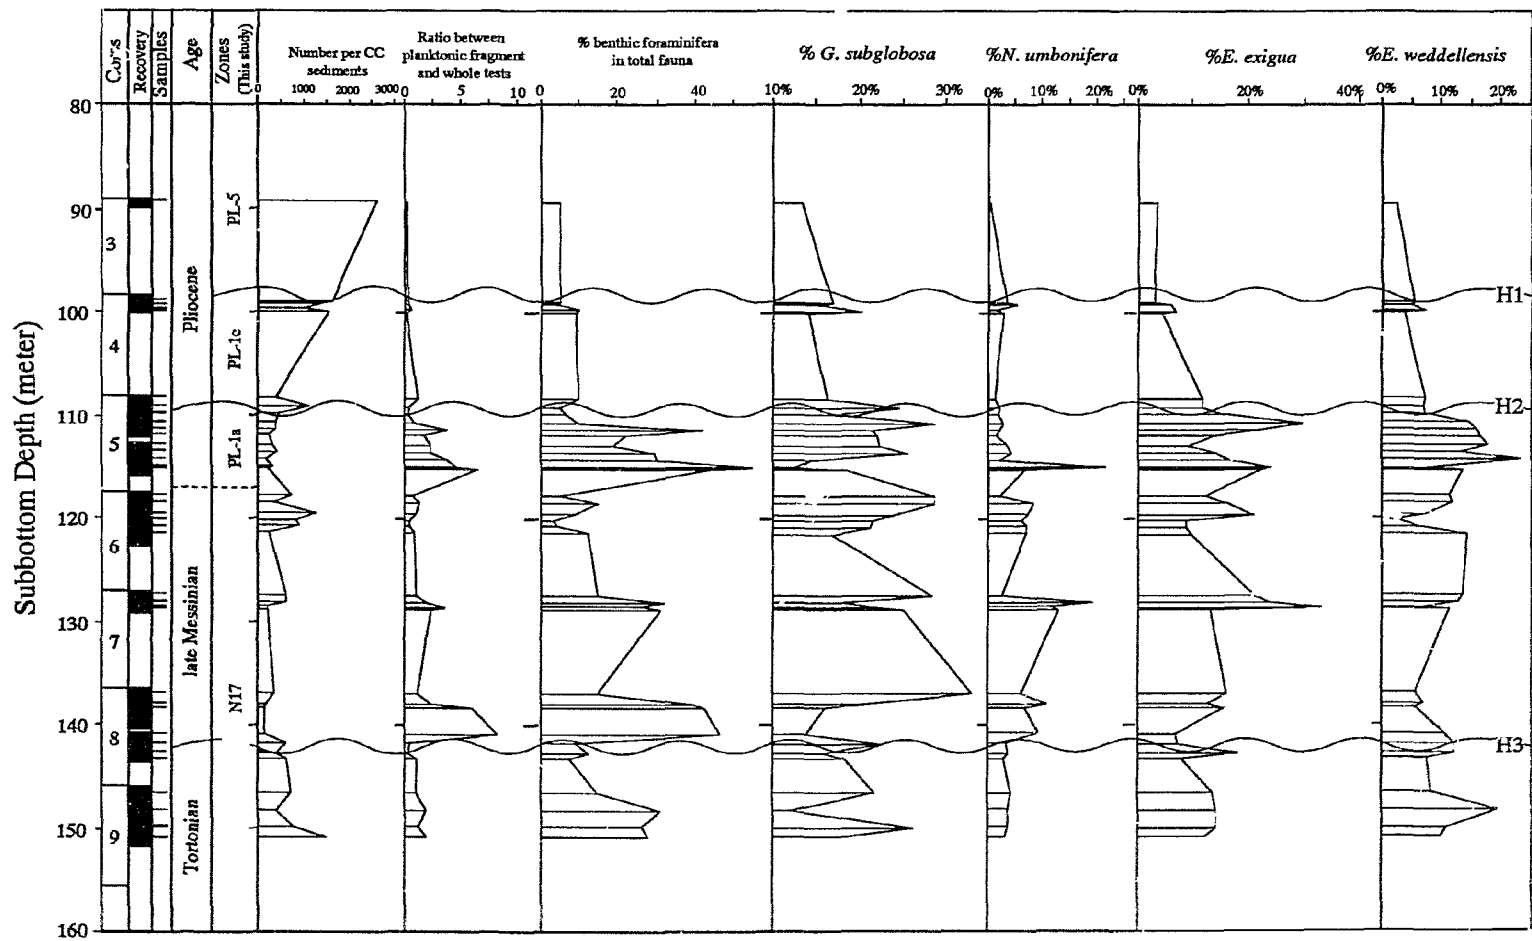 Cores
Recovery
Samples
Age
Zones
(This study)
Number per CC
sediments
Ratio between
planktonic fragment
and whole tests
% benthic foraminifera
in total fauna
% G. subglobosa
%N. umbonifera
%E. exigua
%E. weddellensis
0 1000 2000 3000
0 5 10
0 20 40
10% 20% 30%
0% 10% 20%
0% 20% 40%
0% 10% 20%
Subbottom Depth (meter)
80
90
100
110
120
130
140
150
160
3
4
5
6
7
8
9
Pliocene
late Messinian
Tortonian
PL-5
PL-1c
PL-1a
N17
H1
H2
H3